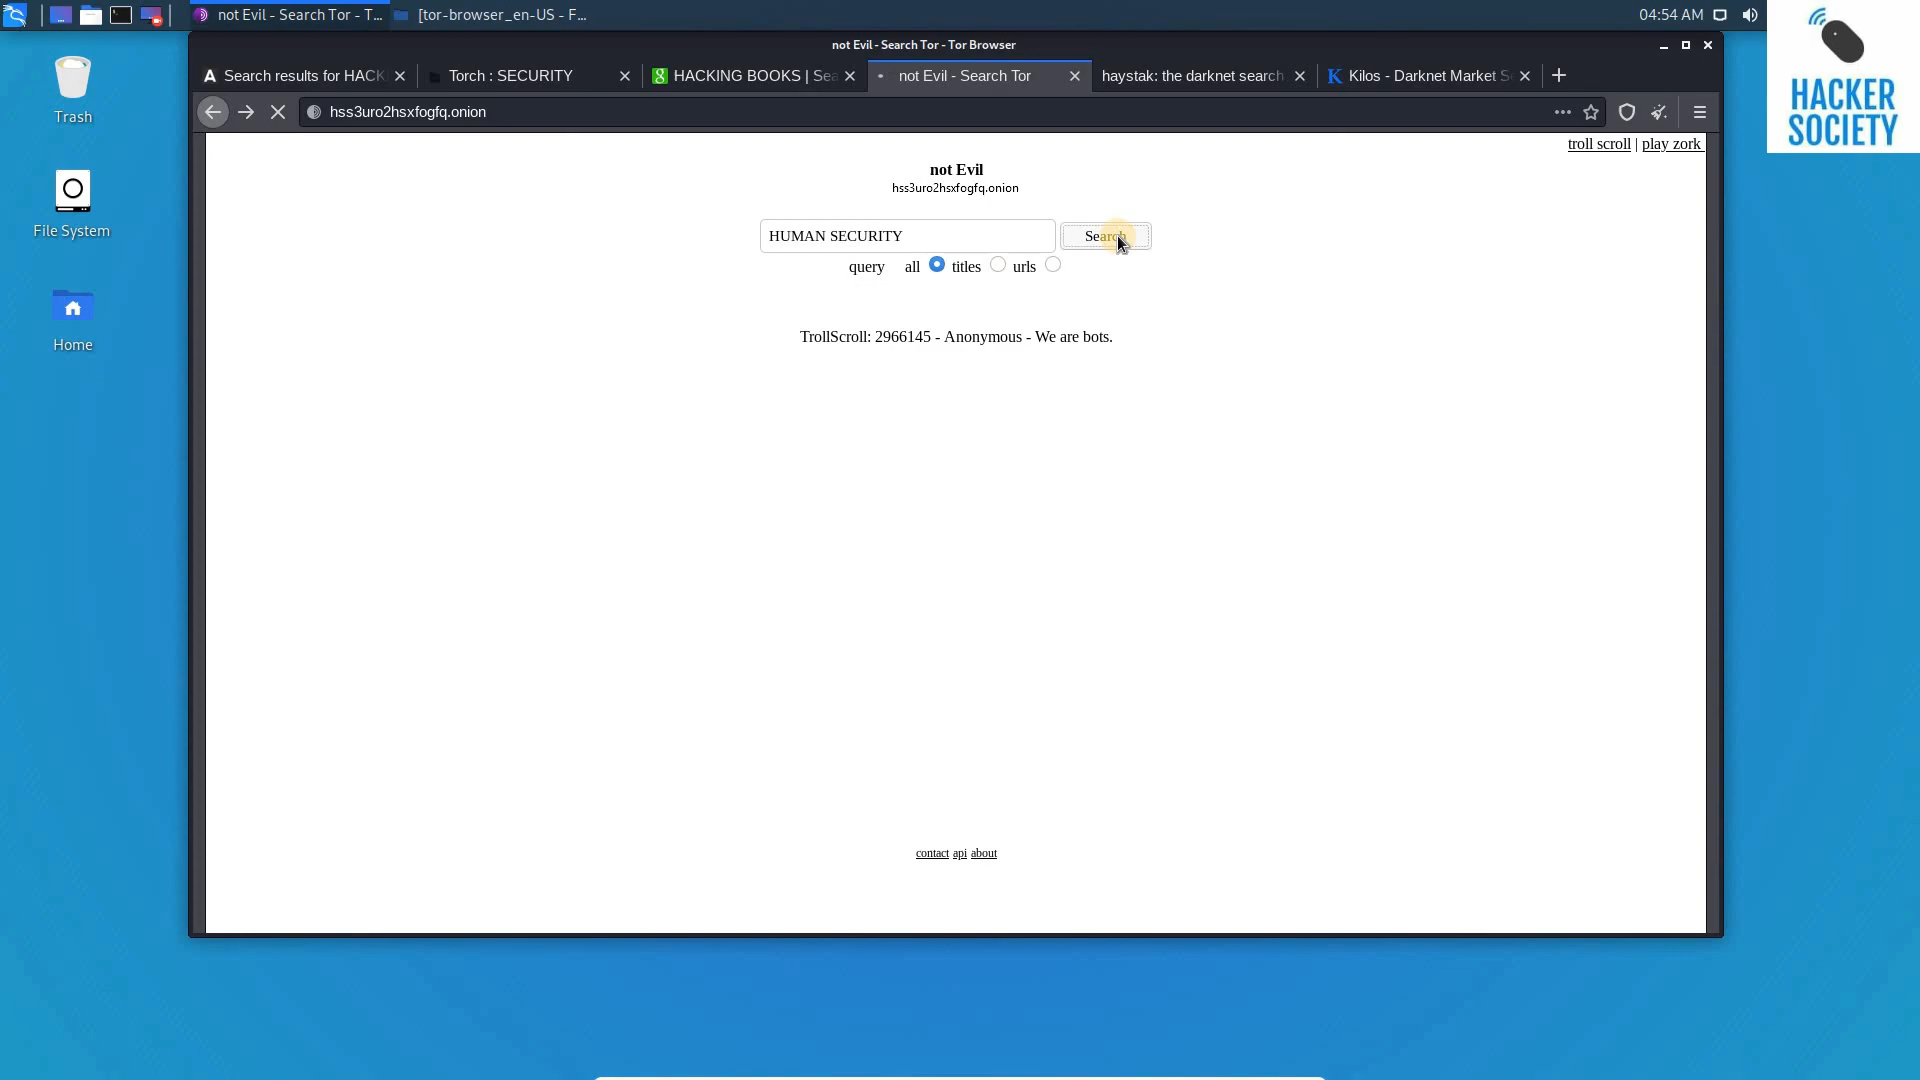 not Evil - Search Tor - T...
[tor-browser_en-US - F...
04:54 AM
HACKER
SOCIETY
Trash
File System
Home
not Evil - Search Tor - Tor Browser
Search results for HACK
Torch : SECURITY
HACKING BOOKS | Sea
not Evil - Search Tor
haystak: the darknet search
Kilos - Darknet Market S
hss3uro2hsxfogfq.onion
troll scroll | play zork
not Evil
hss3uro2hsxfogfq.onion
HUMAN SECURITY
Search
query all titles urls
TrollScroll: 2966145 - Anonymous - We are bots.
contact api about